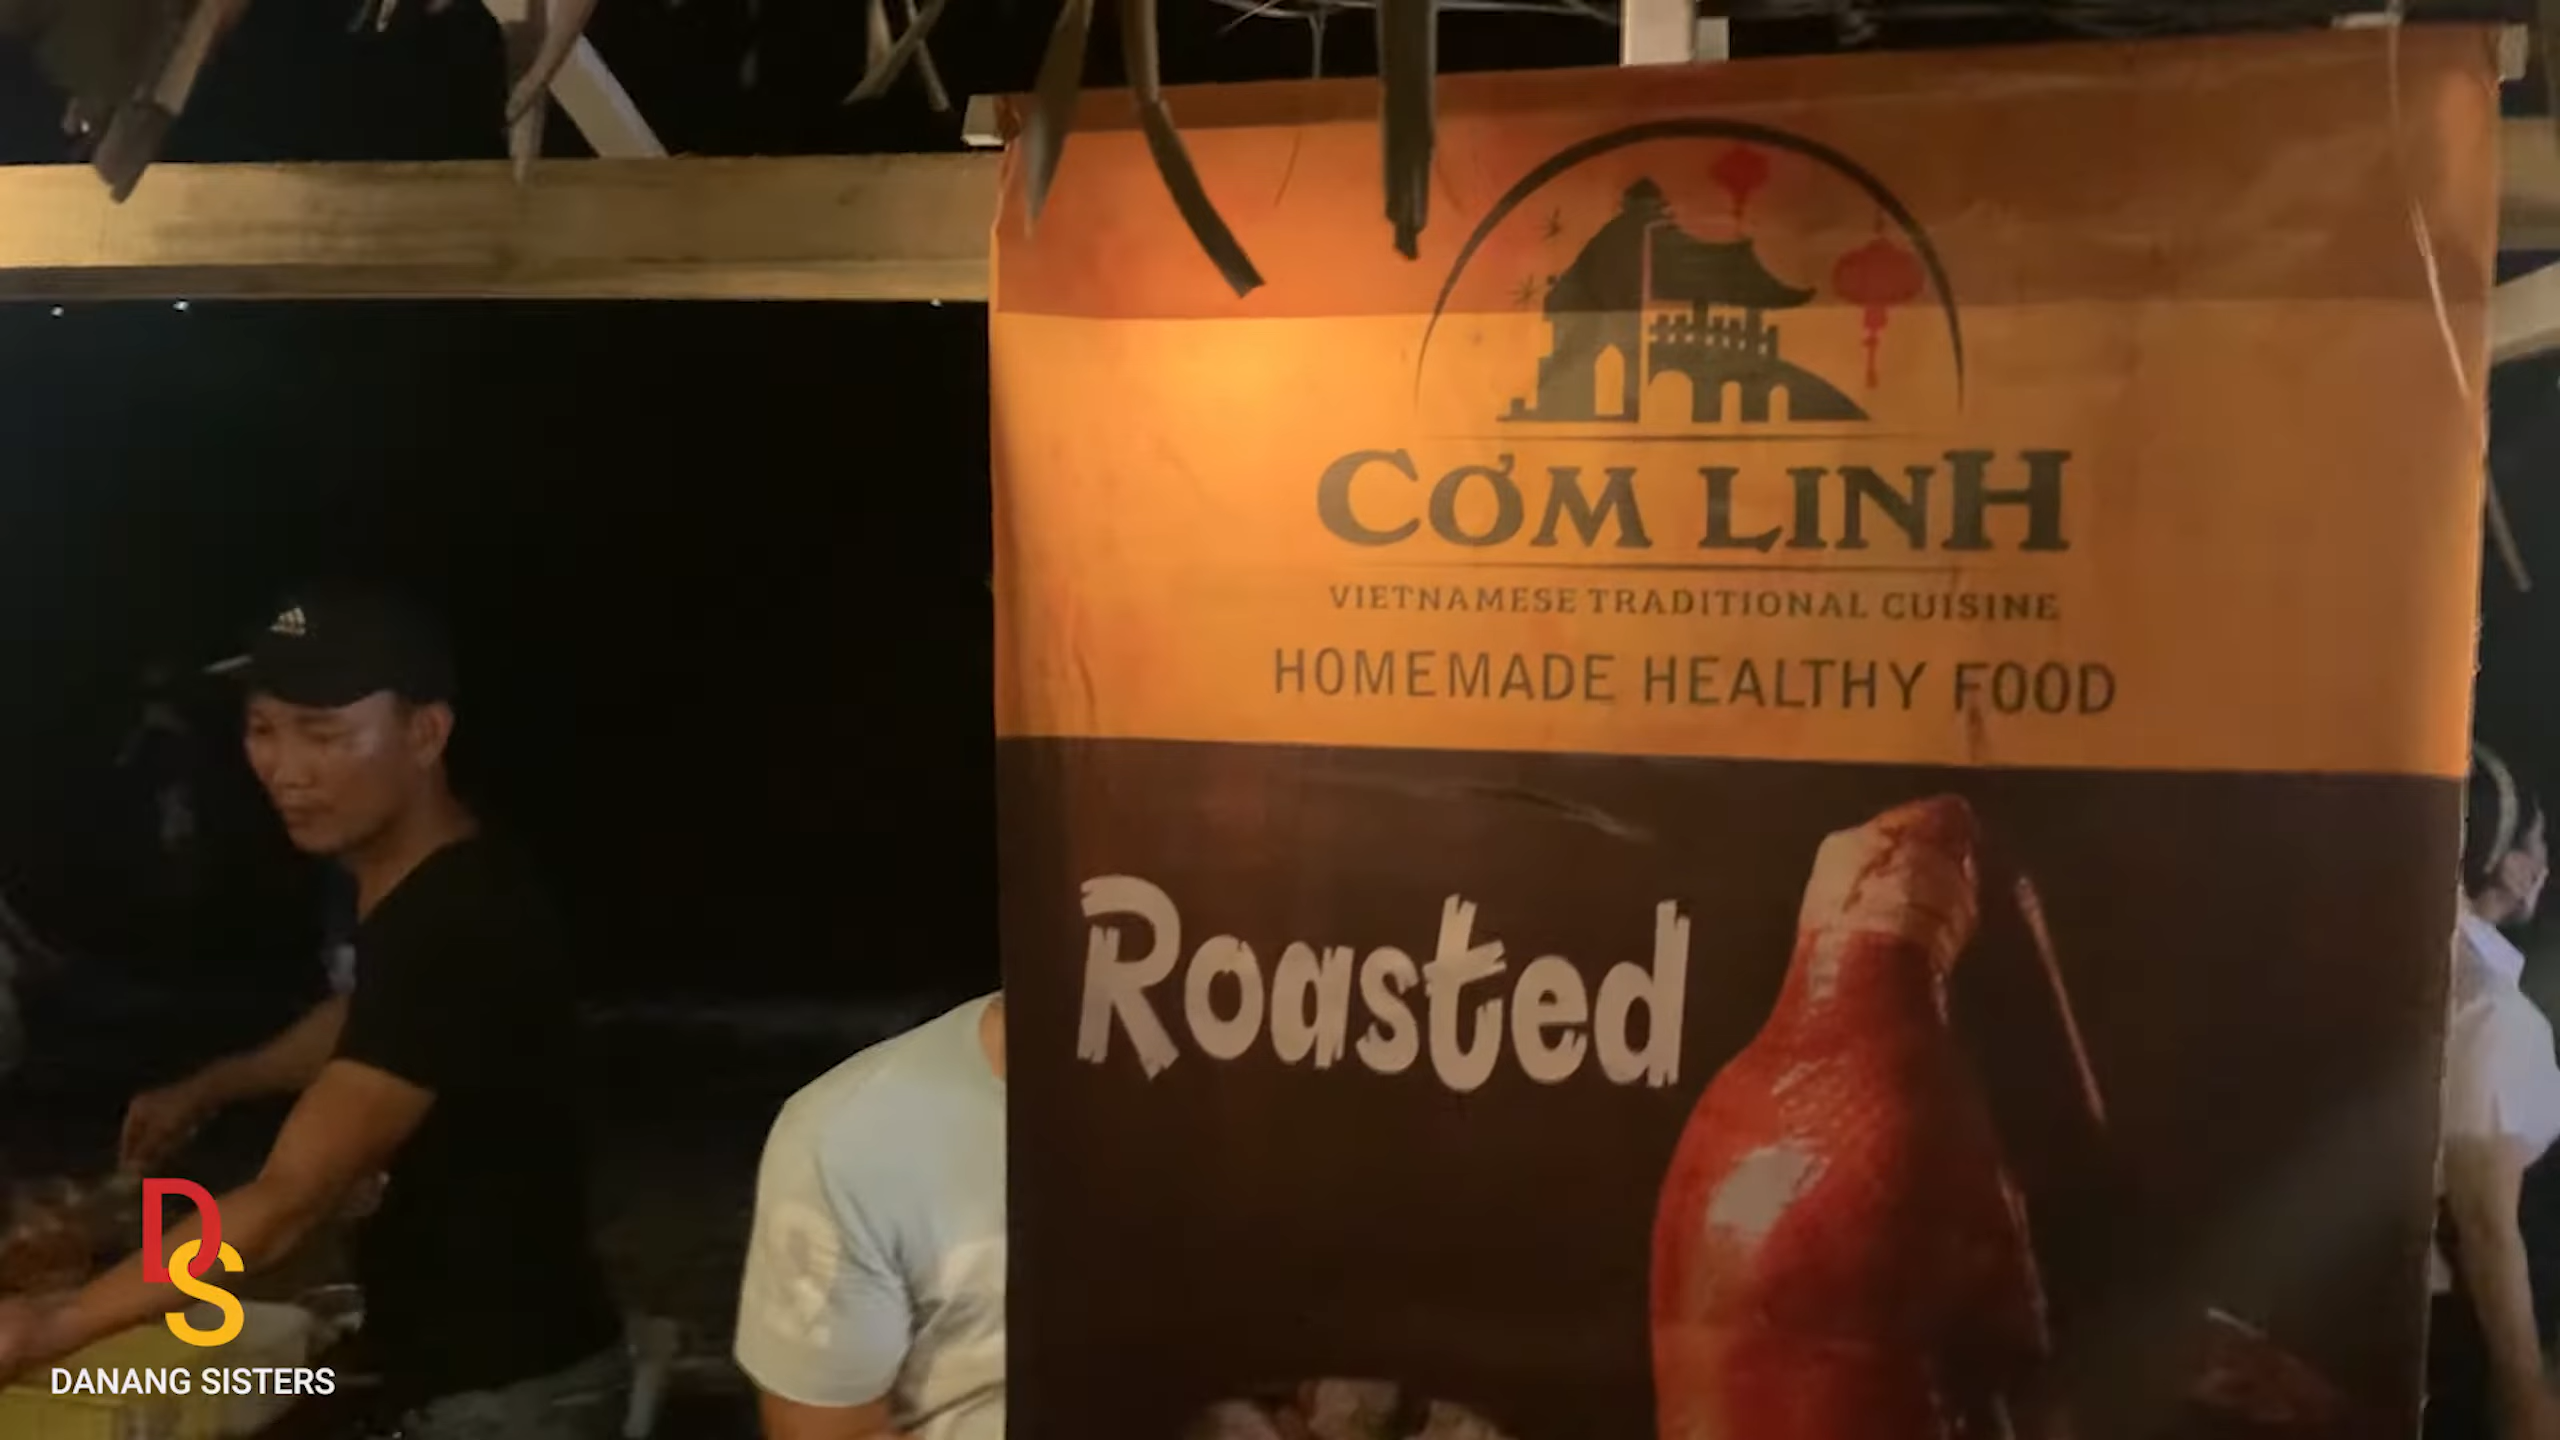 CƠM LINH
VIETNAMESE TRADITIONAL CUISINE
HOMEMADE HEALTHY FOOD
Roasted
DS
DANANG SISTERS